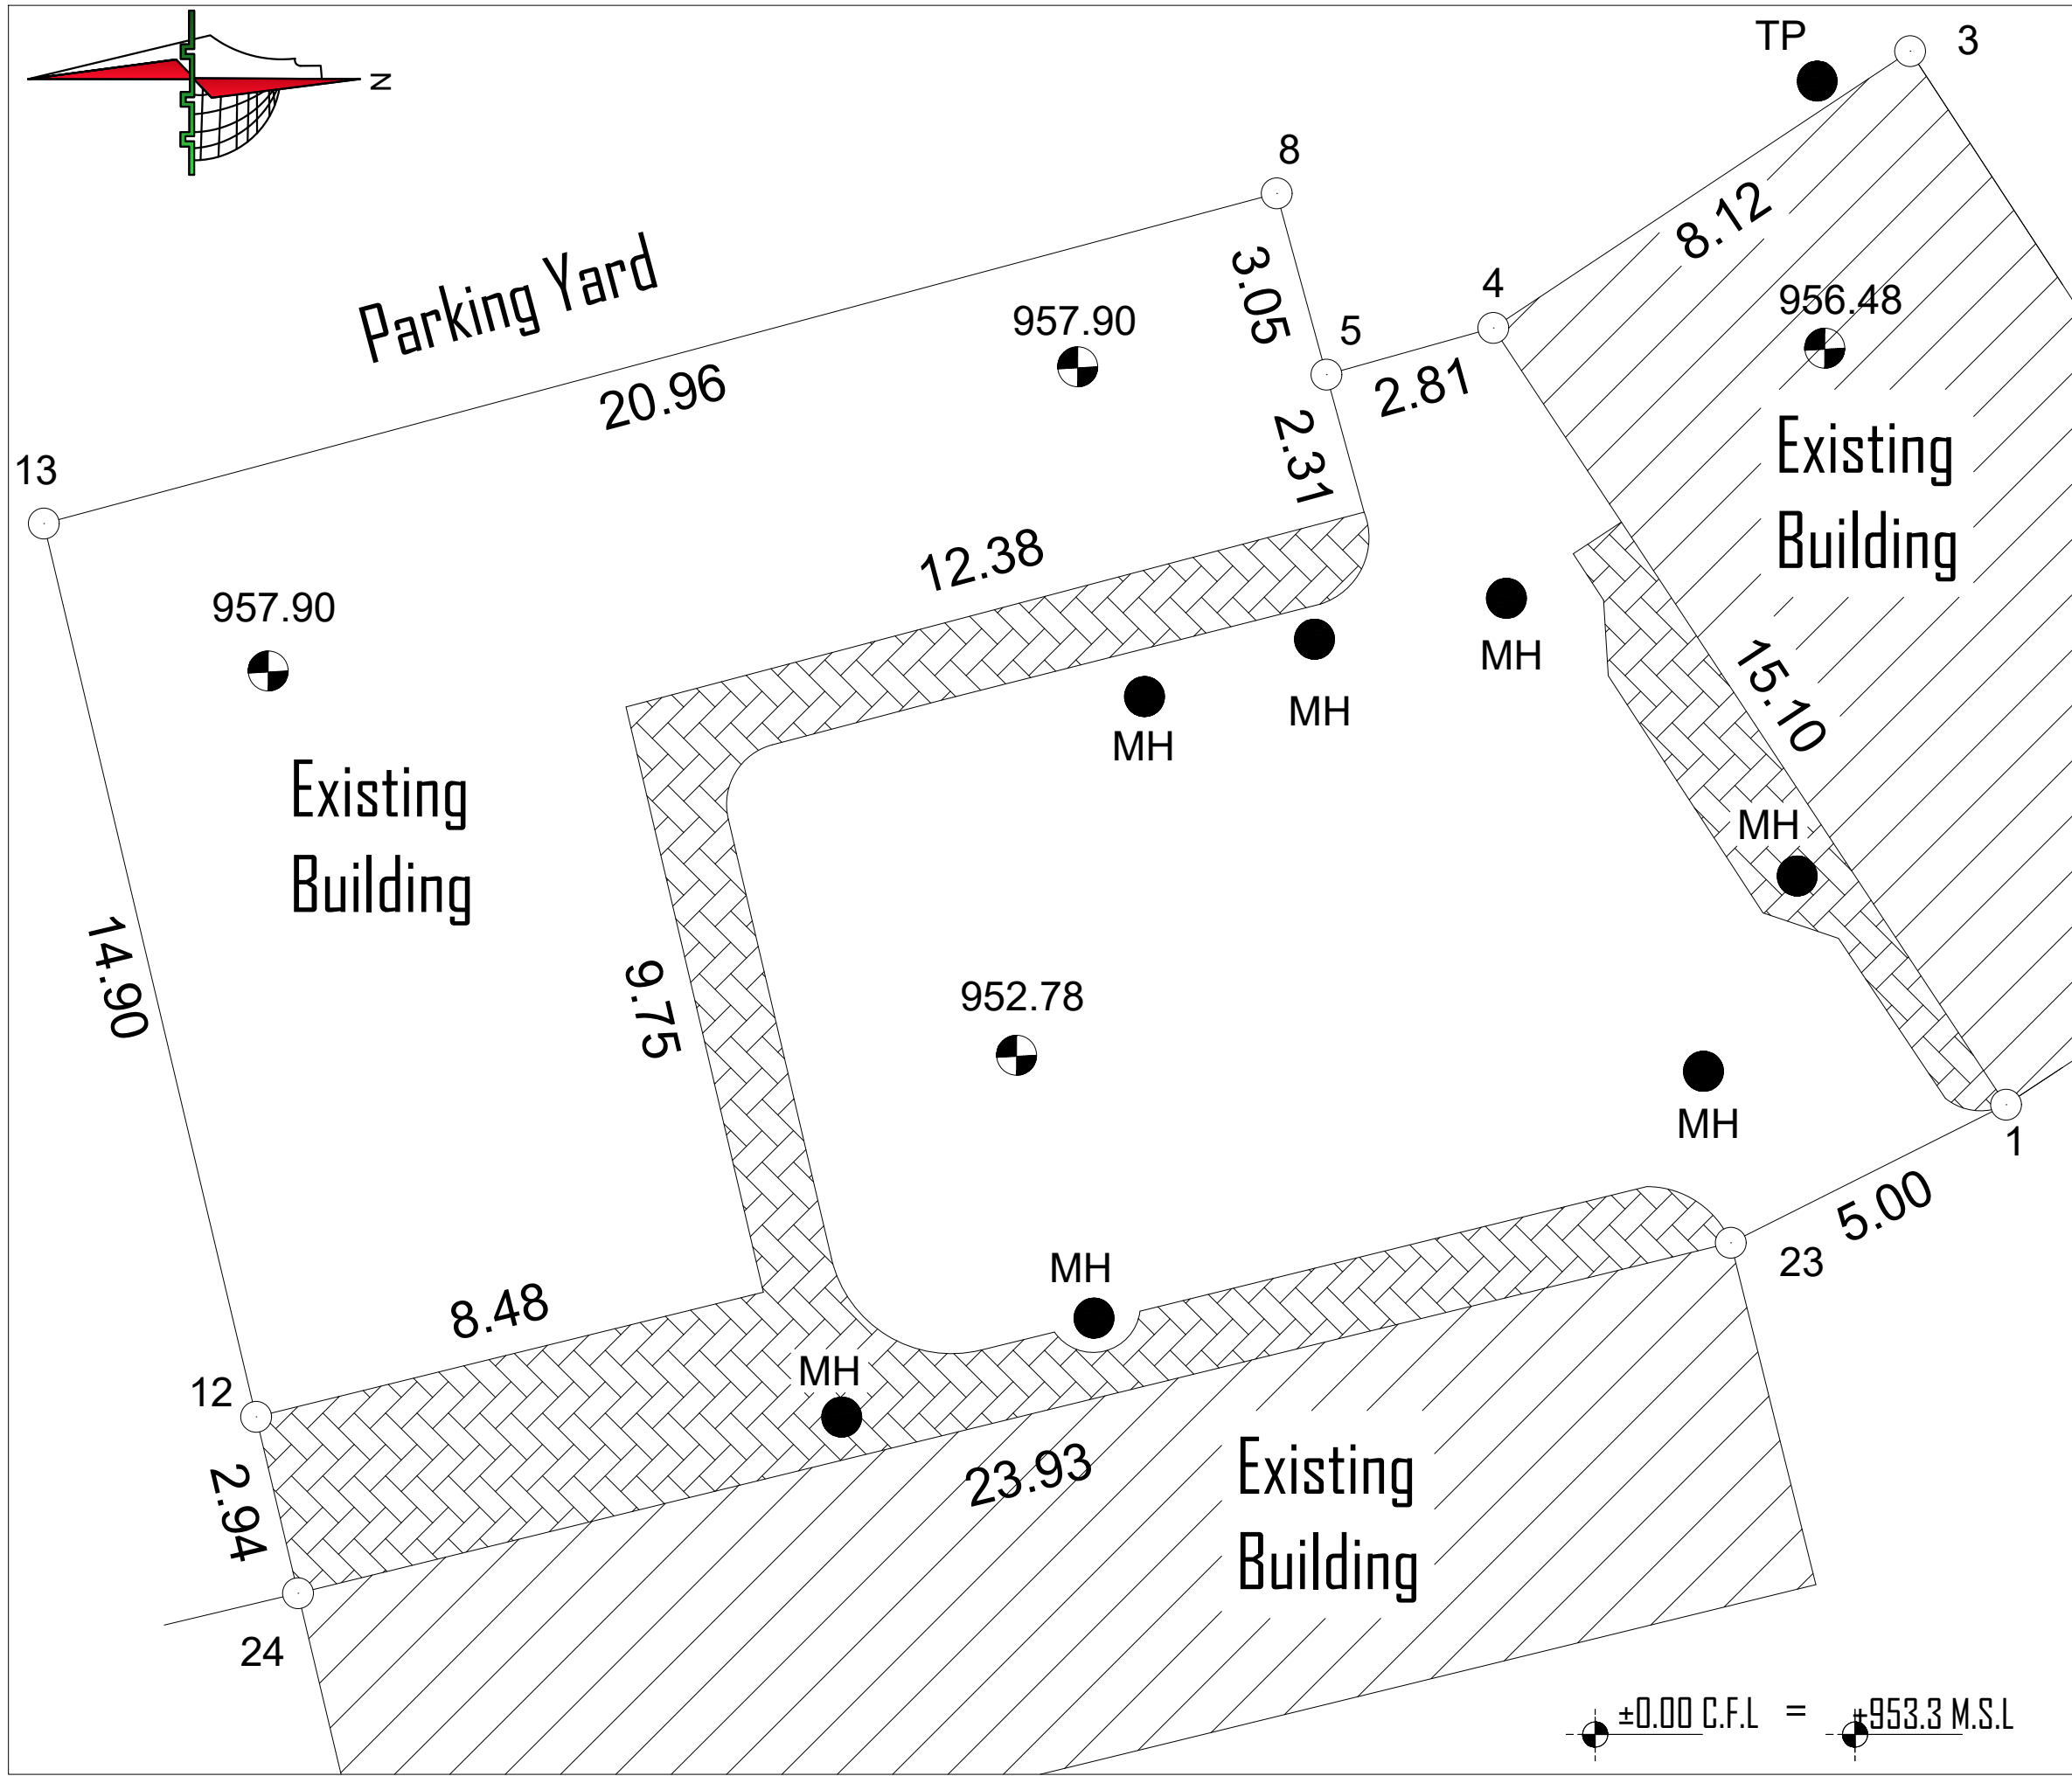 TP
3
N
8
8.12
Parking Yard
3.05
4
957.90
956.48
5
20.96
2.81
2.31
Existing
Building
13
12.38
957.90
MH
MH
MH
15.10
Existing
Building
MH
14.90
9.75
952.78
MH
1
5.00
23
MH
8.48
MH
12
23.93
Existing
Building
2.94
24
±0.00 C.F.L = ±953.3 M.S.L